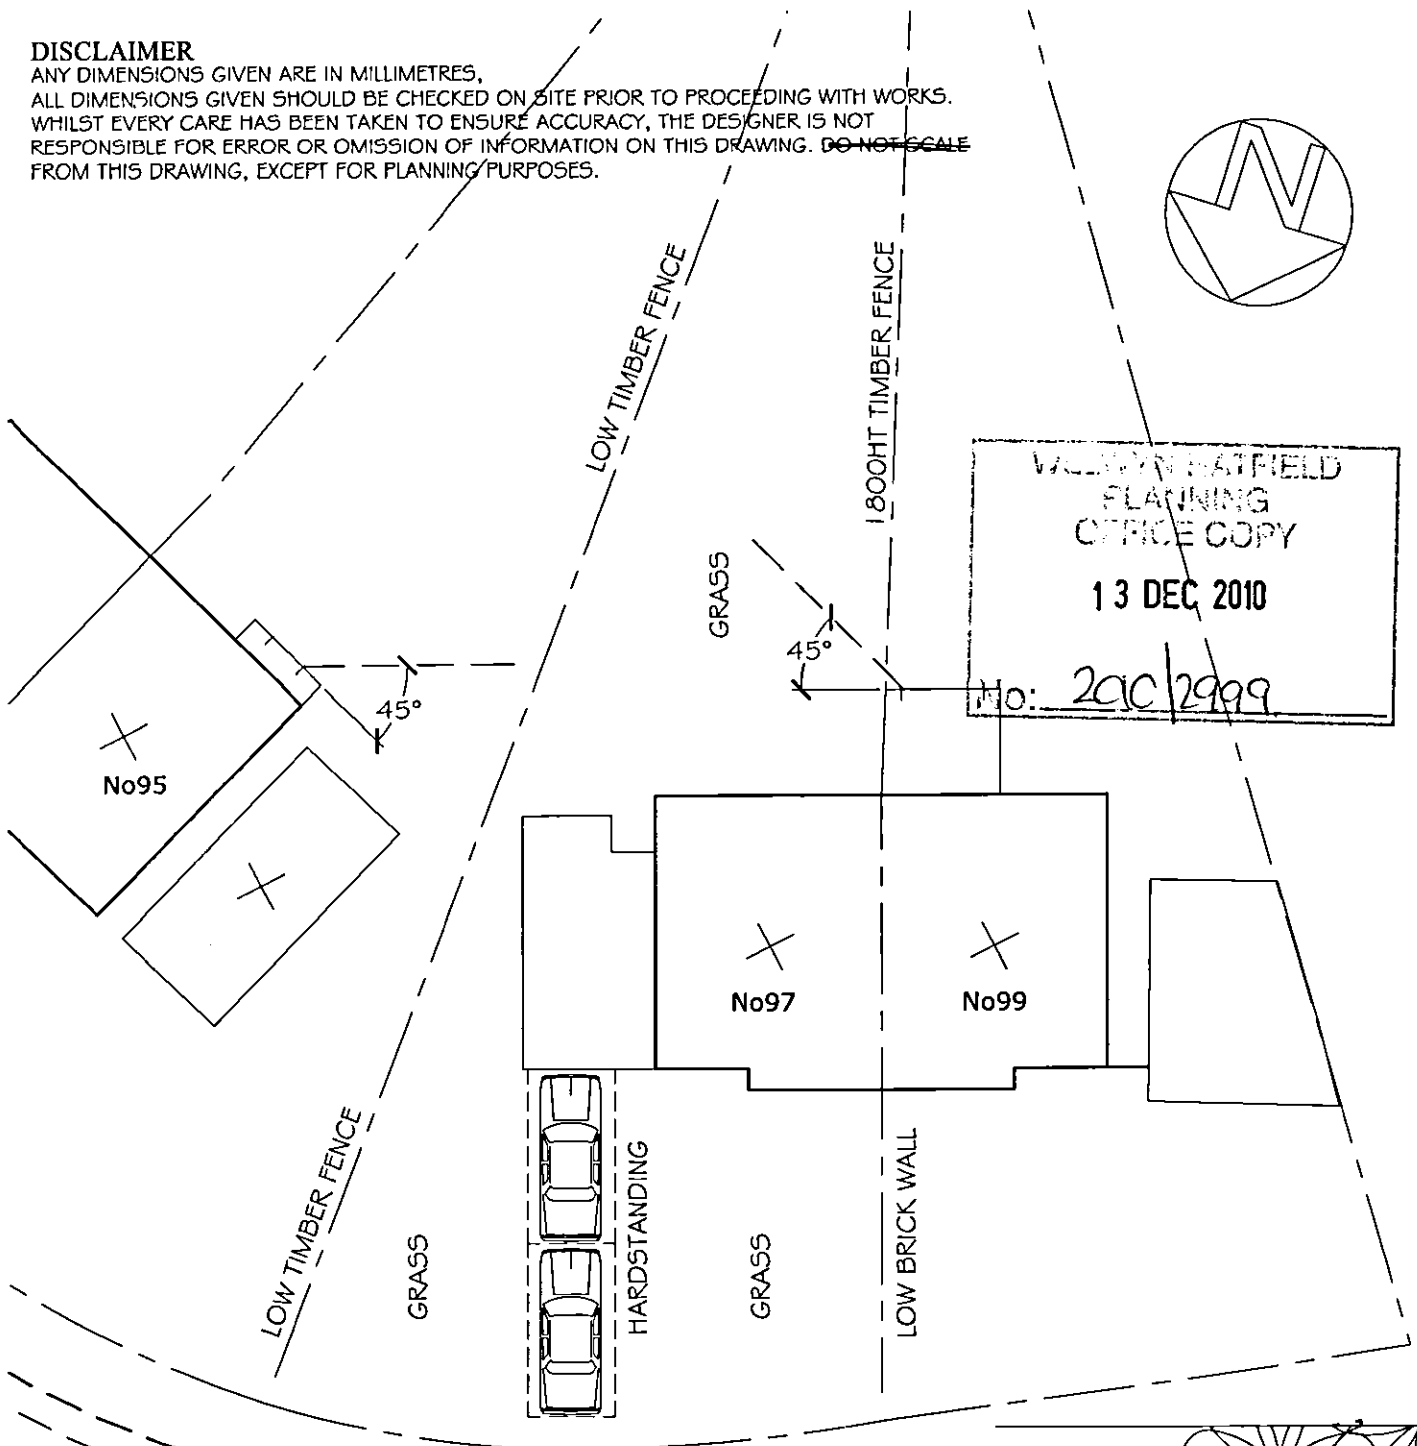 DISCLAIMER
ANY DIMENSIONS GIVEN ARE IN MILLIMETRES,
ALL DIMENSIONS GIVEN SHOULD BE CHECKED ON SITE PRIOR TO PROCEEDING WITH WORKS.
WHILST EVERY CARE HAS BEEN TAKEN TO ENSURE ACCURACY, THE DESIGNER IS NOT
RESPONSIBLE FOR ERROR OR OMISSION OF INFORMATION ON THIS DRAWING. DO NOT SCALE
FROM THIS DRAWING, EXCEPT FOR PLANNING PURPOSES.
N
LOW TIMBER FENCE
1800HT TIMBER FENCE
WELWYN HATFIELD
PLANNING
OFFICE COPY
13 DEC 2010
No: 2999
GRASS
45°
45°
No95
No97
No99
LOW TIMBER FENCE
GRASS
HARDSTANDING
GRASS
LOW BRICK WALL